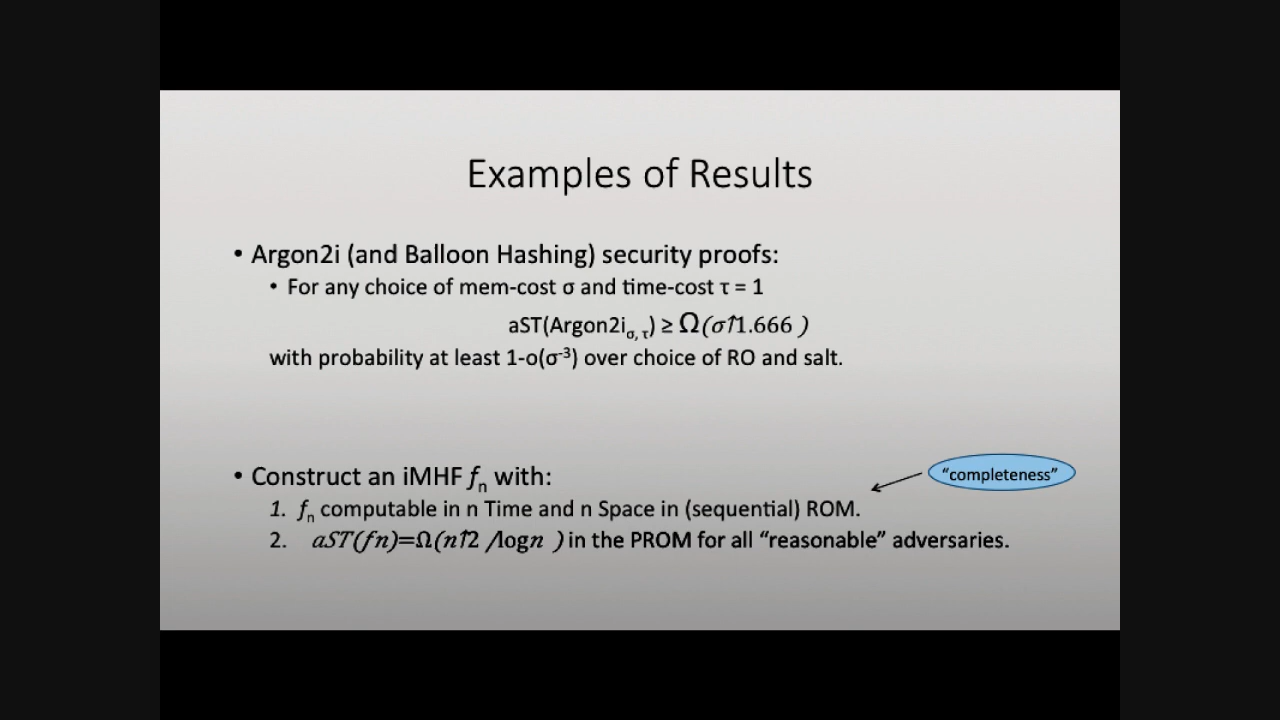 Examples of Results
• Argon2i (and Balloon Hashing) security proofs:
• For any choice of mem-cost σ and time-cost τ = 1
aST(Argon2iσ, τ) ≥ Ω(σ↑1.666 )
with probability at least 1-o(σ-3) over choice of RO and salt.
• Construct an iMHF fn with:
"completeness"
1. fn computable in n Time and n Space in (sequential) ROM.
2. aST(fn)=Ω(n↑2 /logn ) in the PROM for all "reasonable" adversaries.